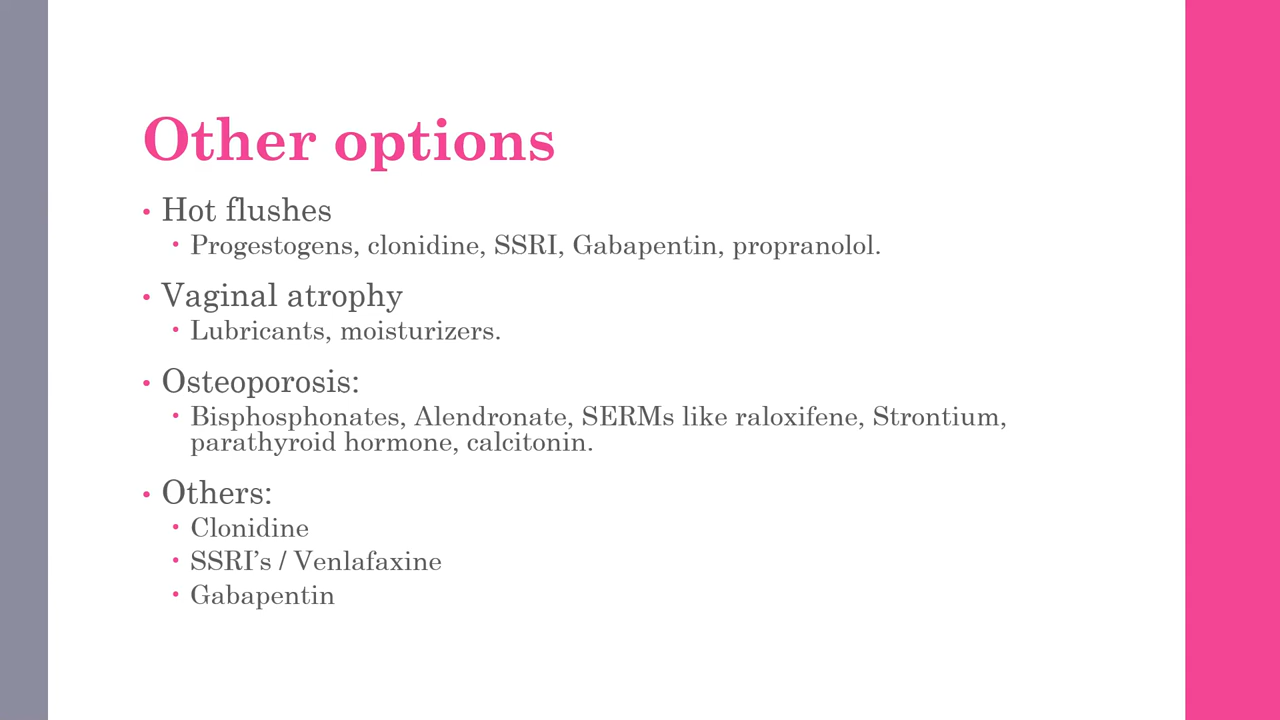 Other options
• Hot flushes
• Progestogens, clonidine, SSRI, Gabapentin, propranolol.
• Vaginal atrophy
• Lubricants, moisturizers.
• Osteoporosis:
• Bisphosphonates, Alendronate, SERMs like raloxifene, Strontium,
parathyroid hormone, calcitonin.
• Others:
• Clonidine
• SSRI’s / Venlafaxine
• Gabapentin